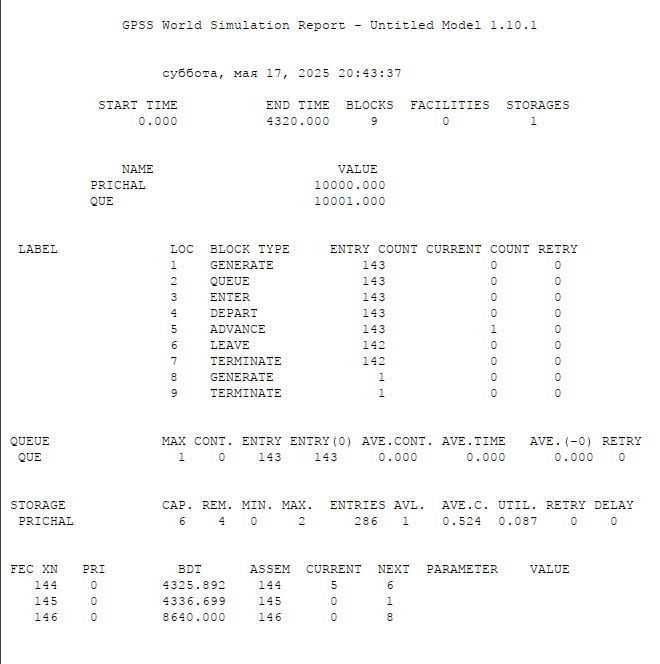 GPSS World Simulation Report - Untitled Model 1.10.1
суббота, мая 17, 2025 20:43:37
START TIME END TIME BLOCKS FACILITIES STORAGES
0.000 4320.000 9 0 1
NAME VALUE
PRICHAL 10000.000
QUE 10001.000
LABEL LOC BLOCK TYPE ENTRY COUNT CURRENT COUNT RETRY
1 GENERATE 143 0 0
2 QUEUE 143 0 0
3 ENTER 143 0 0
4 DEPART 143 0 0
5 ADVANCE 143 1 0
6 LEAVE 142 0 0
7 TERMINATE 142 0 0
8 GENERATE 1 0 0
9 TERMINATE 1 0 0
QUEUE MAX CONT. ENTRY ENTRY(0) AVE.CONT. AVE.TIME AVE.(-0) RETRY
QUE 1 0 143 143 0.000 0.000 0.000 0
STORAGE CAP. REM. MIN. MAX. ENTRIES AVL. AVE.C. UTIL. RETRY DELAY
PRICHAL 6 4 0 2 286 1 0.524 0.087 0 0
FEC XN PRI BDT ASSEM CURRENT NEXT PARAMETER VALUE
144 0 4325.892 144 5 6
145 0 4336.699 145 0 1
146 0 8640.000 146 0 8